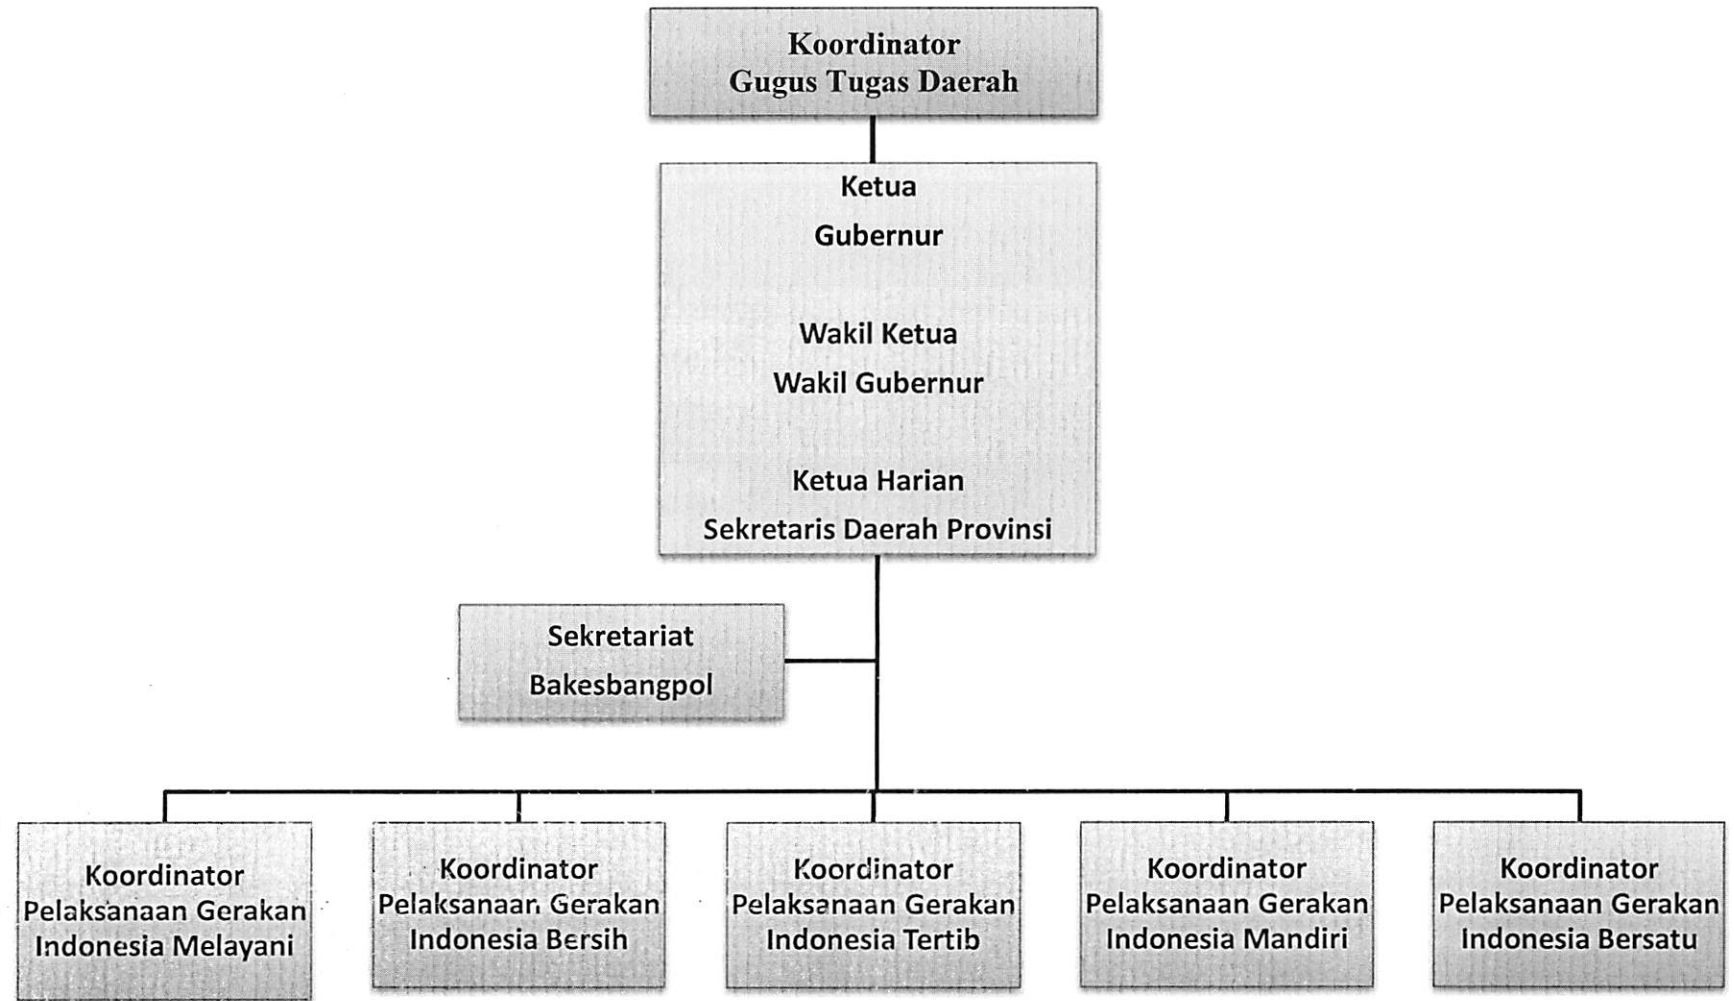 Koordinator
Gugus Tugas Daerah
Ketua
Gubernur
Wakil Ketua
Wakil Gubernur
Ketua Harian
Sekretaris Daerah Provinsi
Sekretariat
Bakesbangpol
Koordinator
Pelaksanaan Gerakan
Indonesia Melayani
Koordinator
Pelaksanaan Gerakan
Indonesia Bersih
Koordinator
Pelaksanaan Gerakan
Indonesia Tertib
Koordinator
Pelaksanaan Gerakan
Indonesia Mandiri
Koordinator
Pelaksanaan Gerakan
Indonesia Bersatu